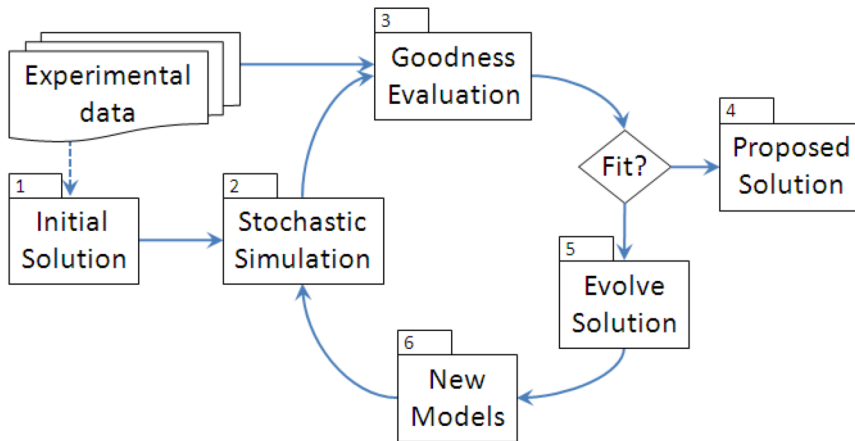 Experimental
data
1
Initial
Solution
2
Stochastic
Simulation
3
Goodness
Evaluation
Fit?
4
Proposed
Solution
5
Evolve
Solution
6
New
Models